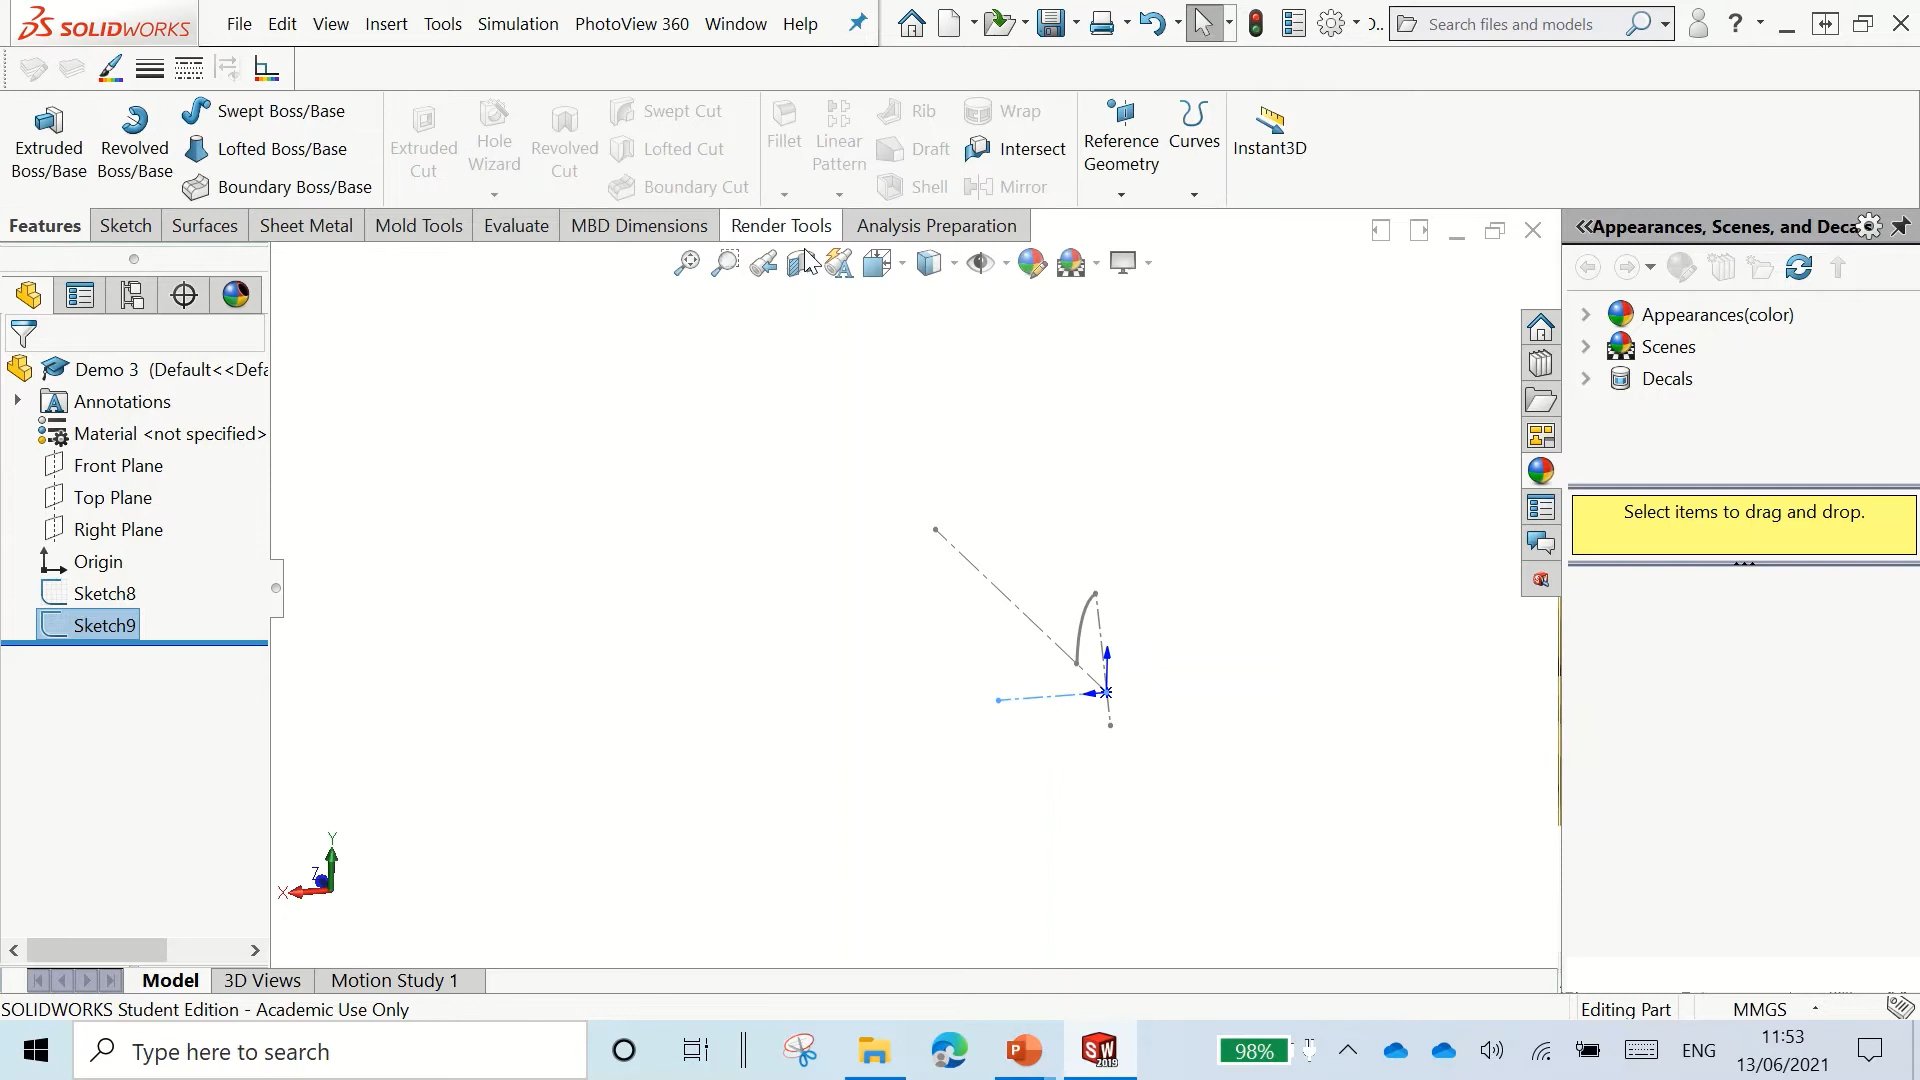 SOLIDWORKS
File Edit View Insert Tools Simulation PhotoView 360 Window Help
Search files and models
Extruded Boss/Base
Revolved Boss/Base
Swept Boss/Base
Lofted Boss/Base
Boundary Boss/Base
Extruded Cut
Hole Wizard
Revolved Cut
Swept Cut
Lofted Cut
Boundary Cut
Fillet
Linear Pattern
Rib
Draft
Shell
Wrap
Intersect
Mirror
Reference Geometry
Curves
Instant3D
Features Sketch Surfaces Sheet Metal Mold Tools Evaluate MBD Dimensions Render Tools Analysis Preparation
Appearances, Scenes, and Deca
Appearances(color)
Scenes
Decals
Select items to drag and drop.
Demo 3 (Default<<Defa
Annotations
Material <not specified>
Front Plane
Top Plane
Right Plane
Origin
Sketch8
Sketch9
Y
Z
X
Model 3D Views Motion Study 1
SOLIDWORKS Student Edition - Academic Use Only
Editing Part
MMGS
Type here to search
98%
ENG
11:53
13/06/2021